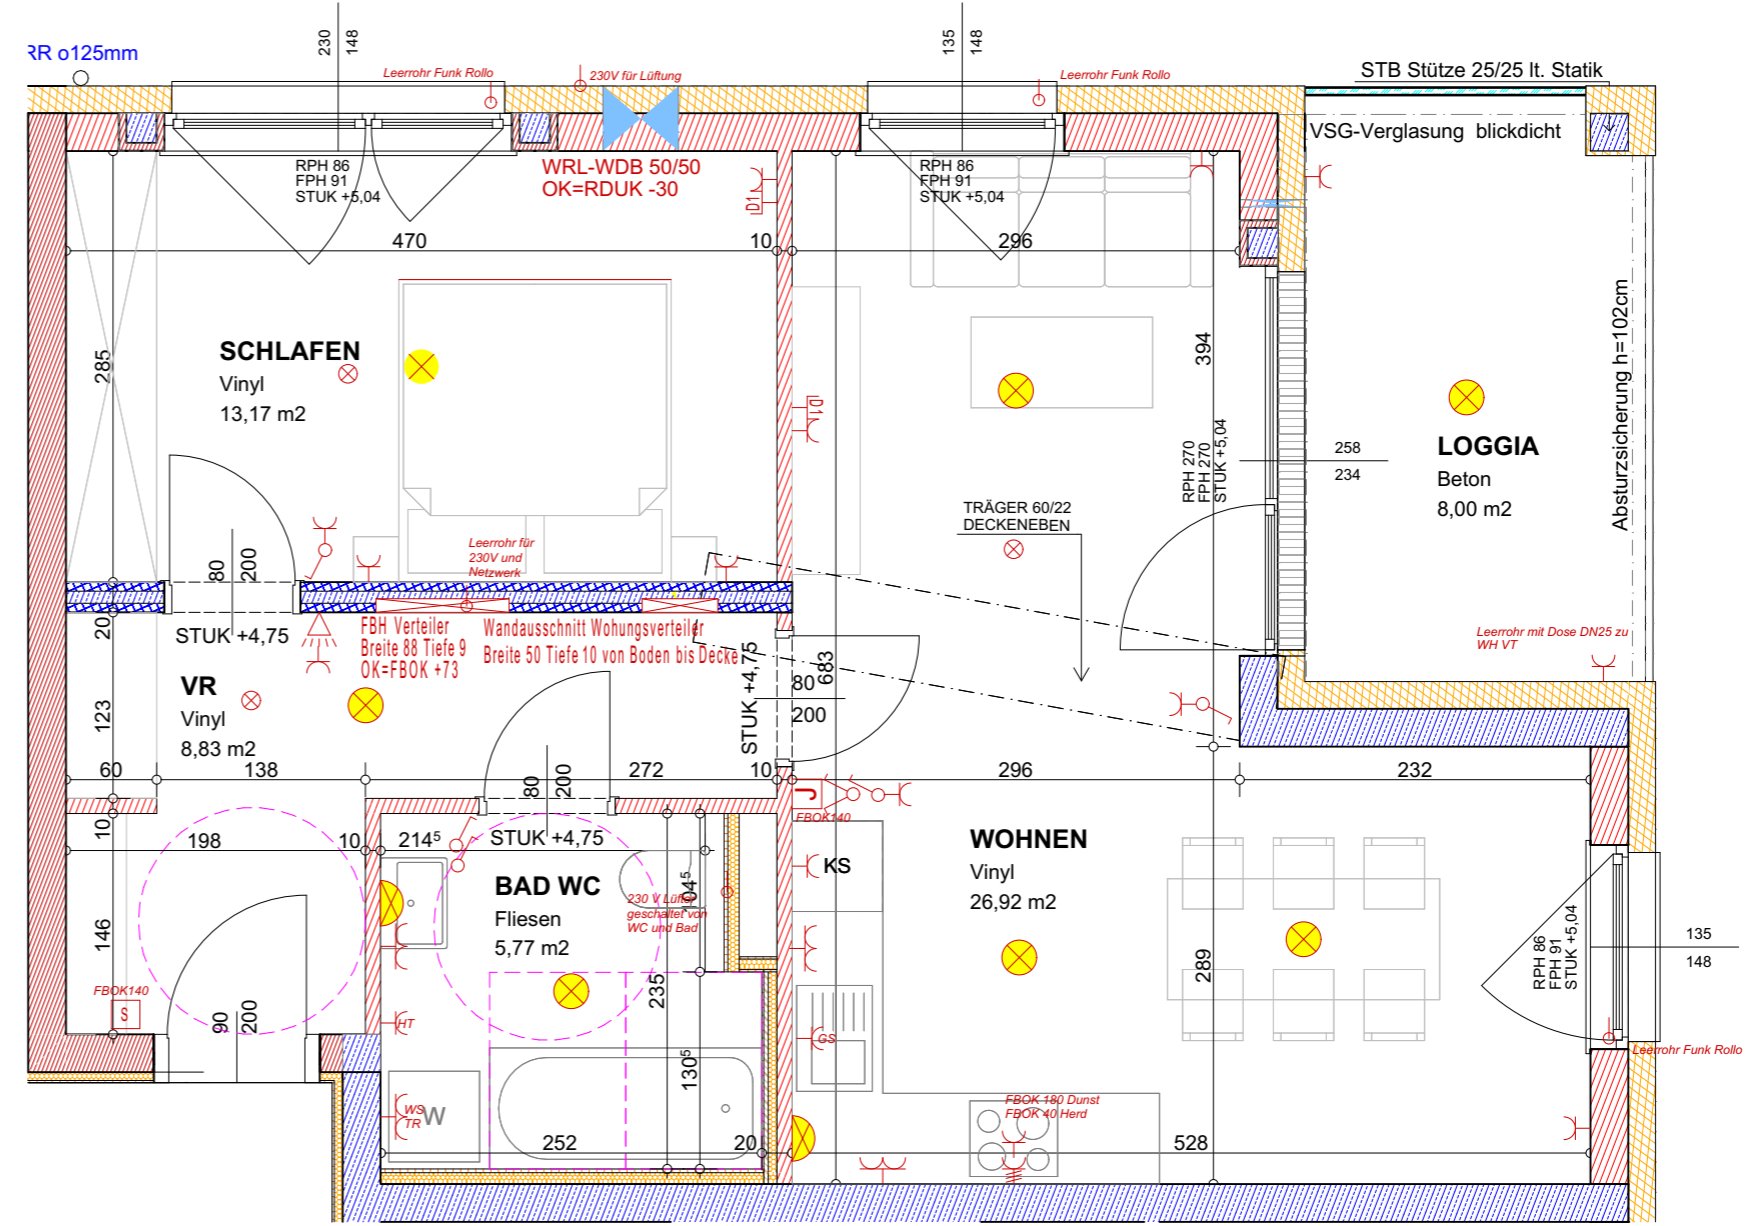 RR o125mm
230
148
135
148
Leerrohr Funk Rollo
230V für Lüftung
Leerrohr Funk Rollo
STB Stütze 25/25 lt. Statik
VSG-Verglasung blickdicht
RPH 86
FPH 91
STUK +5,04
WRL-WDB 50/50
OK=RDUK -30
D1
RPH 86
FPH 91
STUK +5,04
470
10
296
285
SCHLAFEN
Vinyl
13,17 m2
394
D1
RPH 270
FPH 270
STUK +5,04
258
234
LOGGIA
Beton
8,00 m2
Absturzsicherung h=102cm
TRÄGER 60/22
DECKENEBEN
Leerrohr für
230V und
Netzwerk
80
200
STUK +4,75
20
FBH Verteiler
Breite 88 Tiefe 9
OK=FBOK +73
Wandausschnitt Wohungsverteiler
Breite 50 Tiefe 10 von Boden bis Decke
STUK +4,75
683
80
200
Leerrohr mit Dose DN25 zu
WH VT
VR
Vinyl
8,83 m2
123
60
138
80
200
272
10
296
232
J
FBOK140
10
198
10
214⁵
STUK +4,75
KS
WOHNEN
Vinyl
26,92 m2
BAD WC
Fliesen
5,77 m2
104⁵
230 V Lüfter
geschaltet von
WC und Bad
146
FBOK140
S
90
200
HT
235
289
GS
RPH 86
FPH 91
STUK +5,04
135
148
Leerrohr Funk Rollo
130⁵
WS
TR
W
FBOK 180 Dunst
FBOK 40 Herd
252
20
528